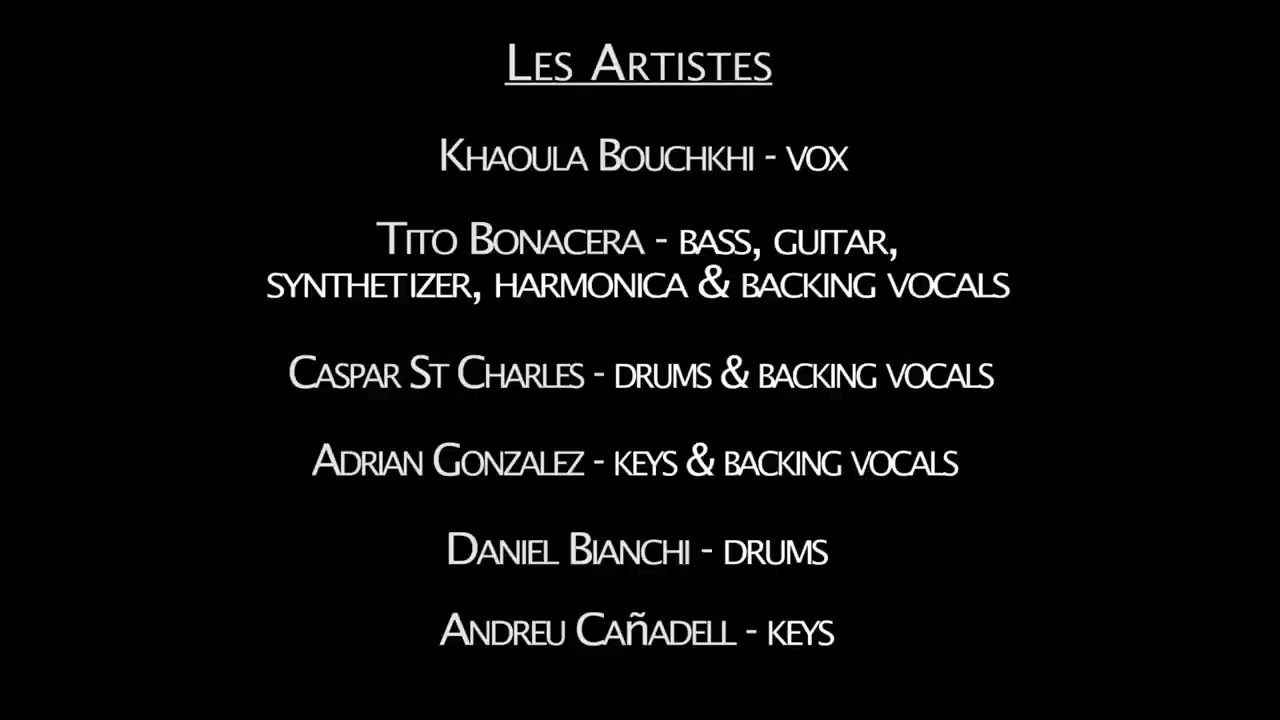 LES ARTISTES
KHAOULA BOUCHKHI - VOX
TITO BONACERA - BASS, GUITAR,
SYNTHETIZER, HARMONICA & BACKING VOCALS
CASPAR ST CHARLES - DRUMS & BACKING VOCALS
ADRIAN GONZALEZ - KEYS & BACKING VOCALS
DANIEL BIANCHI - DRUMS
ANDREU CAñADELL - KEYS